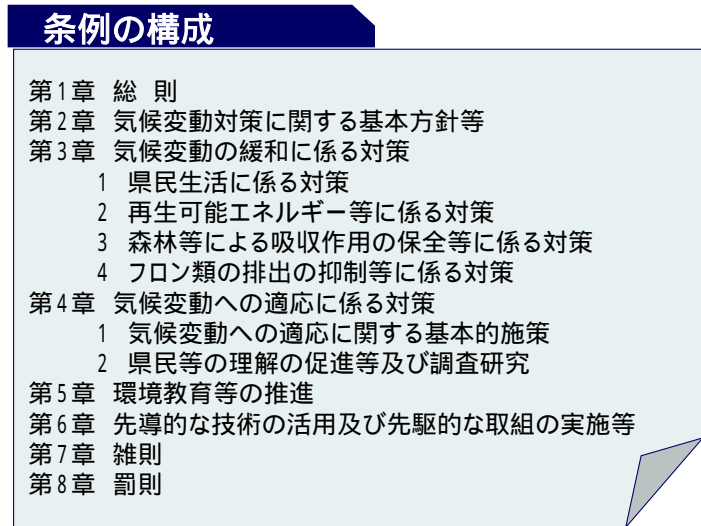 条例の構成
第1章 総 則
第2章 気候変動対策に関する基本方針等
第3章 気候変動の緩和に係る対策
1 県民生活に係る対策
2 再生可能エネルギー等に係る対策
3 森林等による吸収作用の保全等に係る対策
4 フロン類の排出の抑制等に係る対策
第4章 気候変動への適応に係る対策
1 気候変動への適応に関する基本的施策
2 県民等の理解の促進等及び調査研究
第5章 環境教育等の推進
第6章 先導的な技術の活用及び先駆的な取組の実施等
第7章 雑則
第8章 罰則